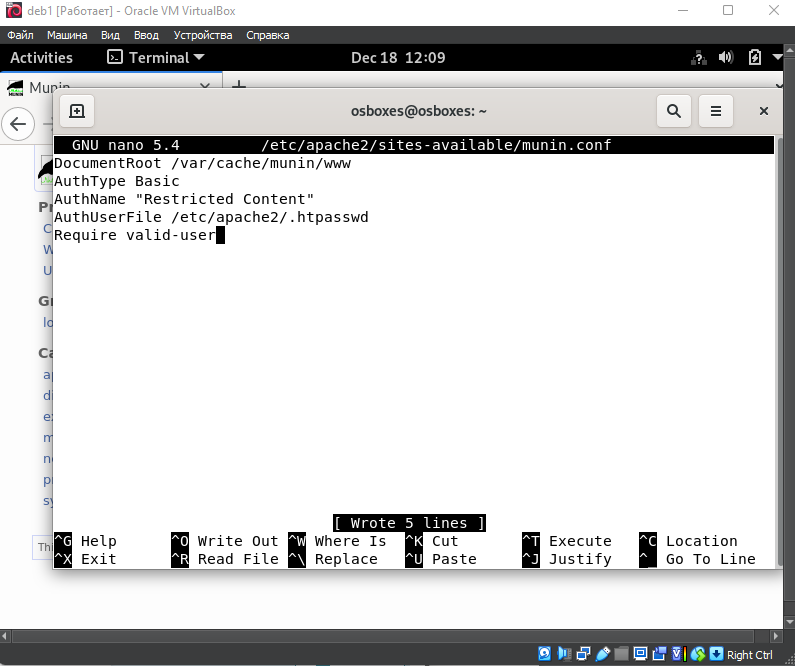 deb1 [Работает] - Oracle VM VirtualBox
Файл Машина Вид Ввод Устройства Справка
Activities Terminal Dec 18 12:09
Munin
osboxes@osboxes: ~
GNU nano 5.4 /etc/apache2/sites-available/munin.conf
DocumentRoot /var/cache/munin/www
AuthType Basic
AuthName "Restricted Content"
AuthUserFile /etc/apache2/.htpasswd
Require valid-user
[ Wrote 5 lines ]
^G Help ^O Write Out ^W Where Is ^K Cut ^T Execute ^C Location
^X Exit ^R Read File ^\ Replace ^U Paste ^J Justify ^_ Go To Line
Thi
Right Ctrl